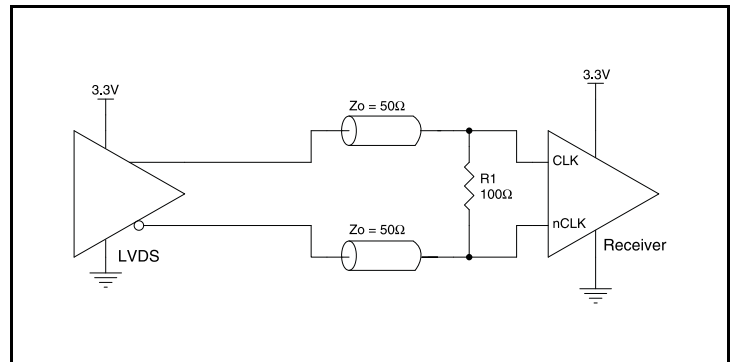 3.3V
3.3V
Zo = 50Ω
CLK
R1
100Ω
nCLK
Zo = 50Ω
Receiver
LVDS